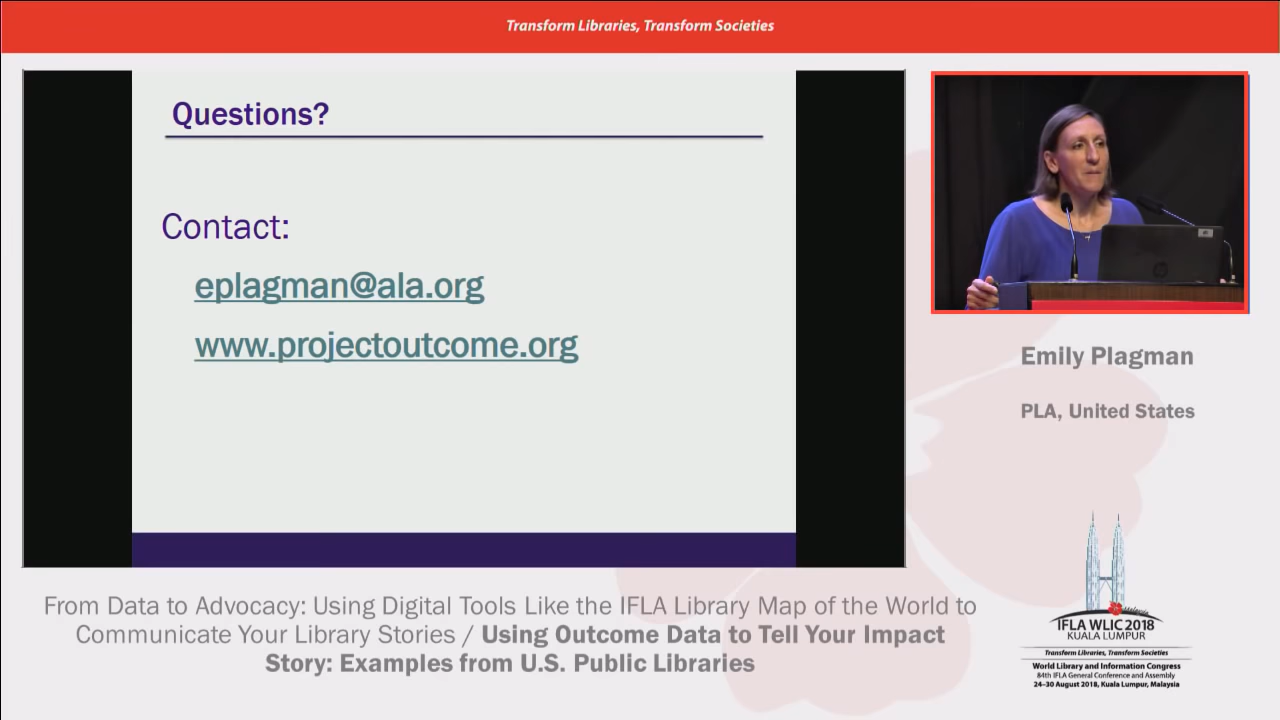 Transform Libraries, Transform Societies
Questions?
Contact:
eplagman@ala.org
www.projectoutcome.org
Emily Plagman
PLA, United States
From Data to Advocacy: Using Digital Tools Like the IFLA Library Map of the World to
Communicate Your Library Stories / Using Outcome Data to Tell Your Impact
Story: Examples from U.S. Public Libraries
IFLA WLIC 2018
KUALA LUMPUR
Transform Libraries, Transform Societies
World Library and Information Congress
84th IFLA General Conference and Assembly
24–30 August 2018, Kuala Lumpur, Malaysia